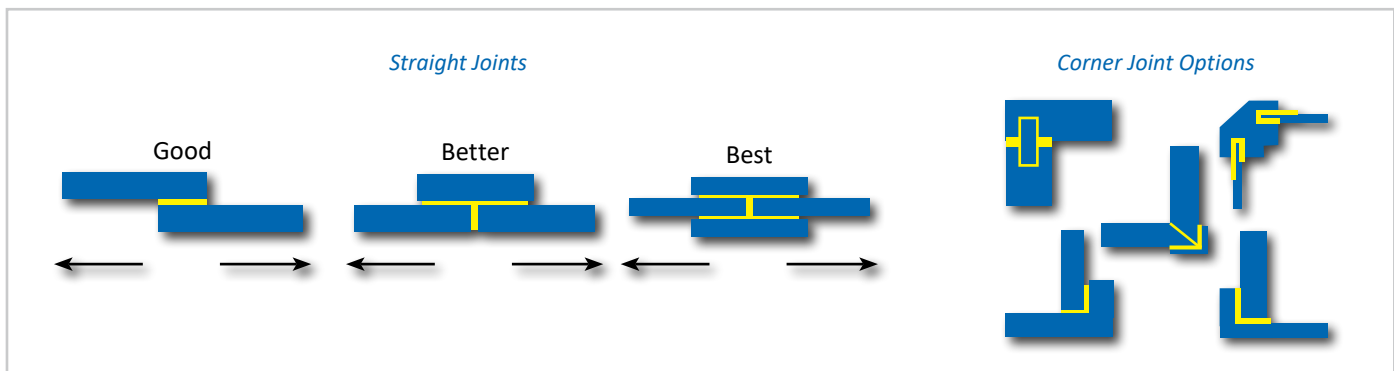 Straight Joints
Corner Joint Options
Good
Better
Best